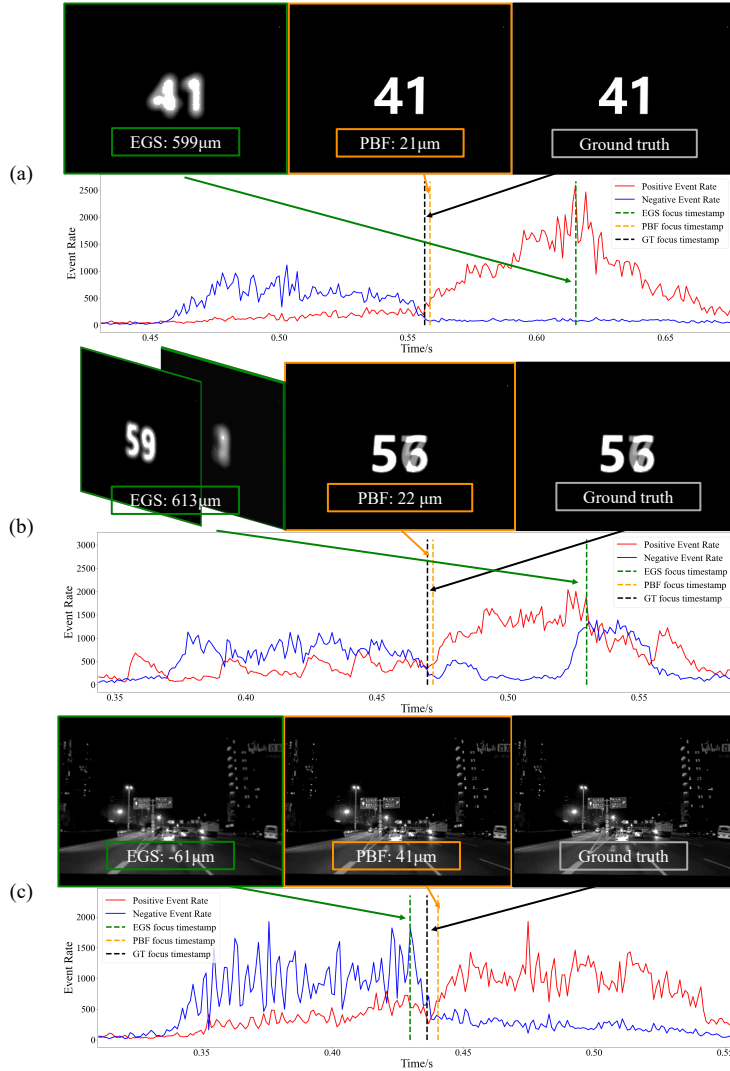 41
41
41
EGS: 599μm
PBF: 21μm
Ground truth
(a)
2500
2000
1500
1000
500
0
Event Rate
Positive Event Rate
Negative Event Rate
EGS focus timestamp
PBF focus timestamp
GT focus timestamp
0.45
0.50
0.55
0.60
0.65
Time/s
59
EGS: 613μm
PBF: 22 μm
Ground truth
(b)
3000
2500
2000
1500
1000
500
0
Event Rate
Positive Event Rate
Negative Event Rate
EGS focus timestamp
PBF focus timestamp
GT focus timestamp
0.35
0.40
0.45
0.50
0.55
Time/s
EGS: -61μm
PBF: 41μm
Ground truth
(c)
2000
1500
1000
500
0
Event Rate
Positive Event Rate
Negative Event Rate
EGS focus timestamp
PBF focus timestamp
GT focus timestamp
0.35
0.40
0.45
0.50
0.55
Time/s